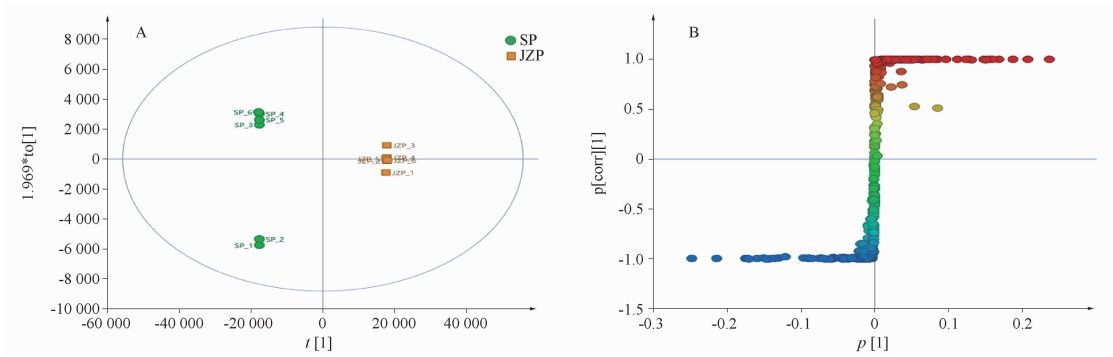 A
SP
JZP
8 000
6 000
4 000
2 000
0
-2 000
-4 000
-6 000
-8 000
-10 000
1.969*to[1]
SP_6
SP_4
SP_5
SP_3
SP_2
SP_1
JZP_3
JZP_4
JZP_1
-60 000
-40 000
-20 000
0
20 000
40 000
t [1]
B
1.0
0.5
0
-0.5
-1.0
-1.5
p[corr][1]
-0.3
-0.1
0
0.1
0.2
p [1]